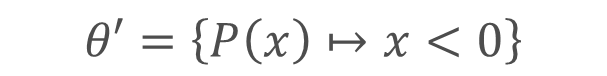 θ′ = {P(x) ↦ x < 0}